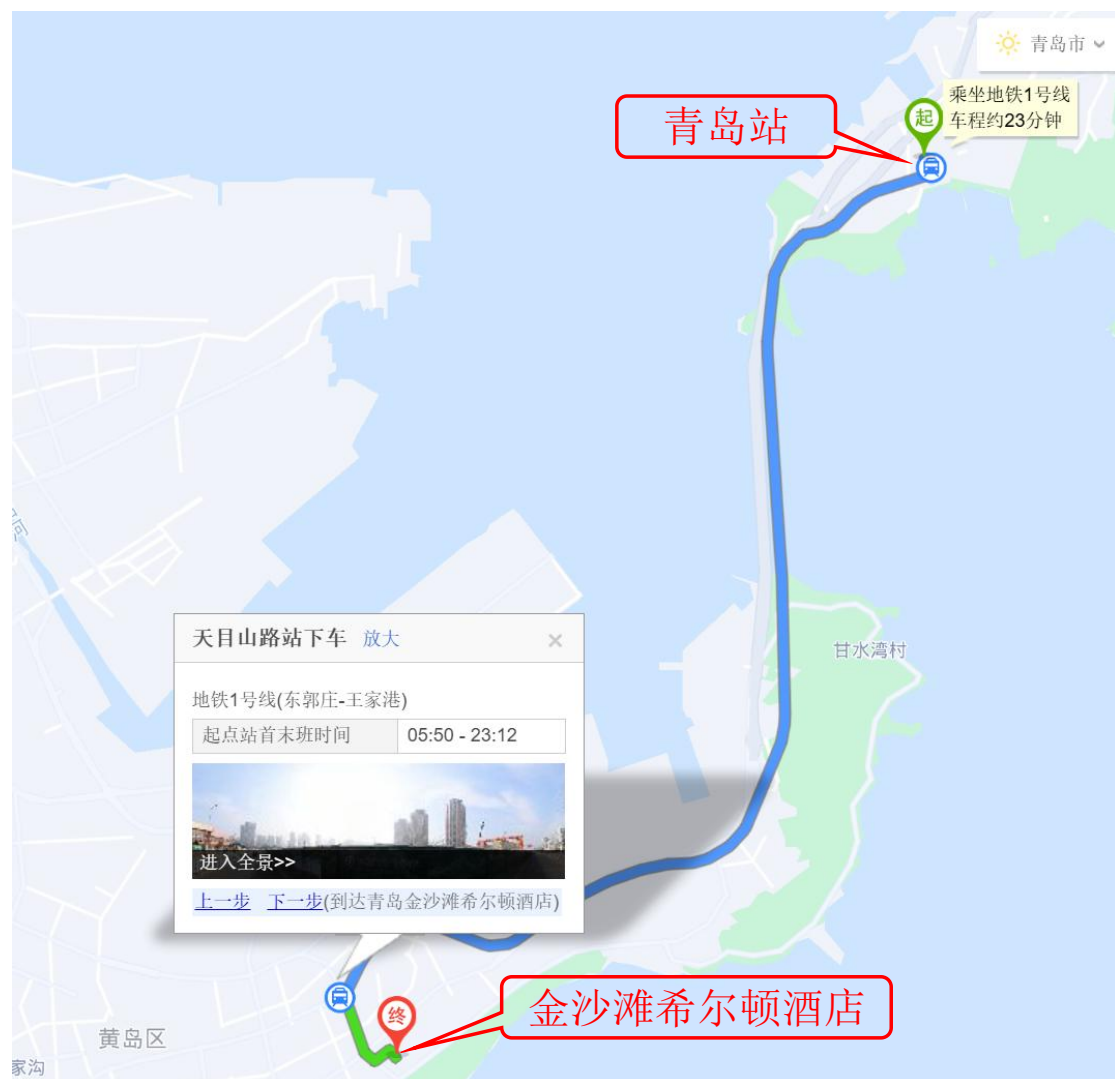 青岛市
乘坐地铁1号线
车程约23分钟
起
青岛站
甘水湾村
天目山路站下车 放大
地铁1号线(东郭庄-王家港)
起点站首末班时间 05:50 - 23:12
进入全景>>
上一步 下一步(到达青岛金沙滩希尔顿酒店)
金沙滩希尔顿酒店
终
黄岛区
家沟
河